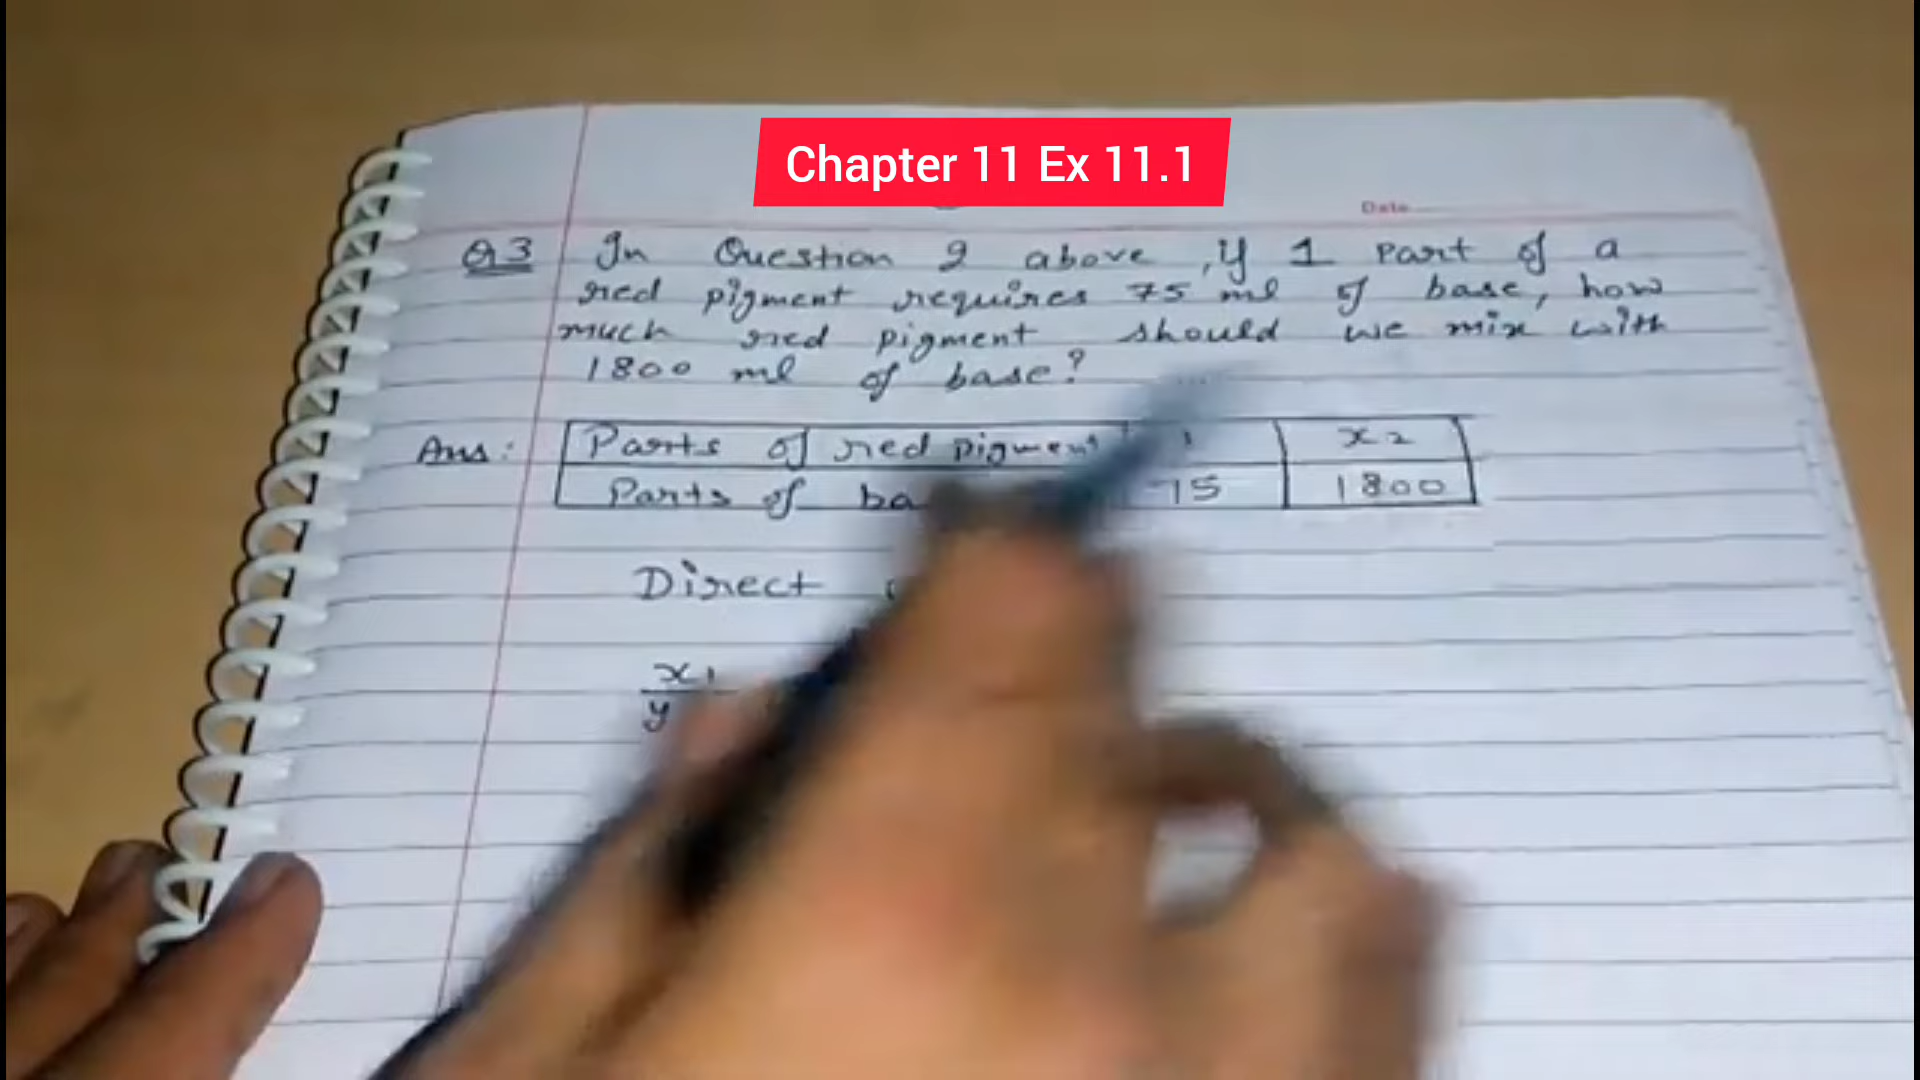 Chapter 11 Ex 11.1
Date
Q3 In Question 2 above, if 1 part of a
red pigment requires 75 ml of base, how
much red pigment should we mix with
1800 ml of base?
Ans: Parts of red pigment 1 x2
Parts of ba 75 1800
Direct
x1
y